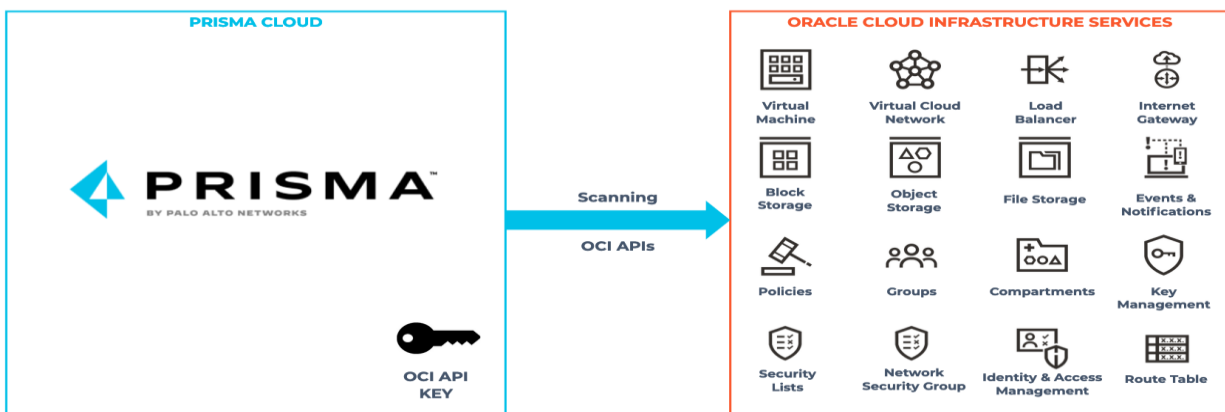 PRISMA CLOUD
PRISMA™
BY PALO ALTO NETWORKS
OCI API
KEY
Scanning
OCI APIs
ORACLE CLOUD INFRASTRUCTURE SERVICES
Virtual
Machine
Virtual Cloud
Network
Load
Balancer
Internet
Gateway
Block
Storage
Object
Storage
File Storage
Events &
Notifications
Policies
Groups
Compartments
Key
Management
Security
Lists
Network
Security Group
Identity & Access
Management
Route Table